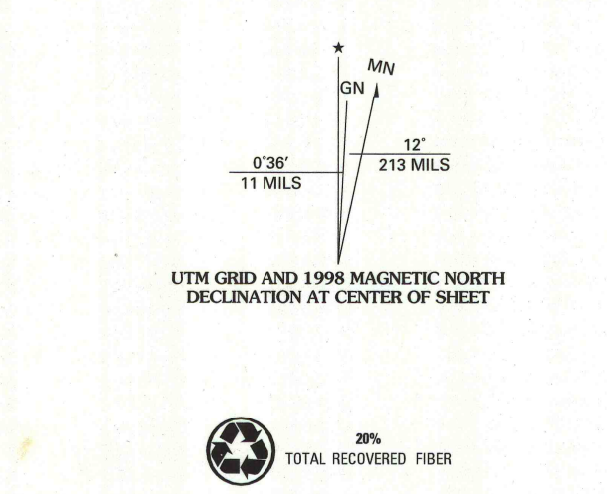 ★
MN
GN
12°
213 MILS
0°36′
11 MILS
UTM GRID AND 1998 MAGNETIC NORTH
DECLINATION AT CENTER OF SHEET
20%
TOTAL RECOVERED FIBER